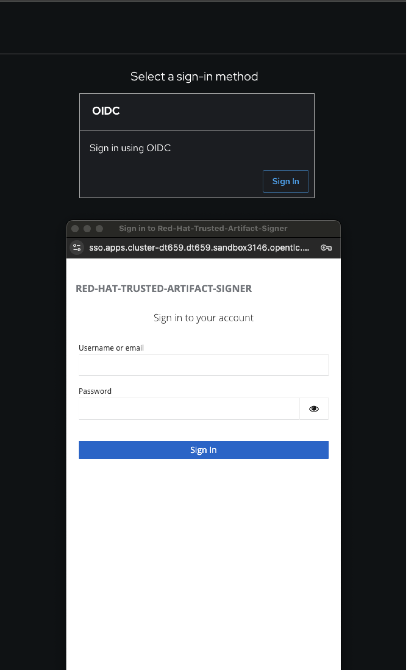 Select a sign-in method
OIDC
Sign in using OIDC
Sign In
Sign in to Red-Hat-Trusted-Artifact-Signer
sso.apps.cluster-dt659.dt659.sandbox3146.opentlc....
RED-HAT-TRUSTED-ARTIFACT-SIGNER
Sign in to your account
Username or email
Password
Sign In